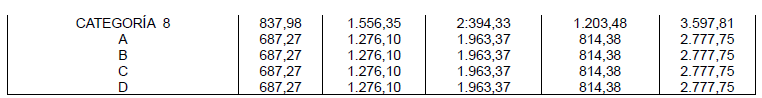 CATEGORÍA 8 837,98 1.556,35 2:394,33 1.203,48 3.597,81
A 687,27 1.276,10 1.963,37 814,38 2.777,75
B 687,27 1.276,10 1.963,37 814,38 2.777,75
C 687,27 1.276,10 1.963,37 814,38 2.777,75
D 687,27 1.276,10 1.963,37 814,38 2.777,75